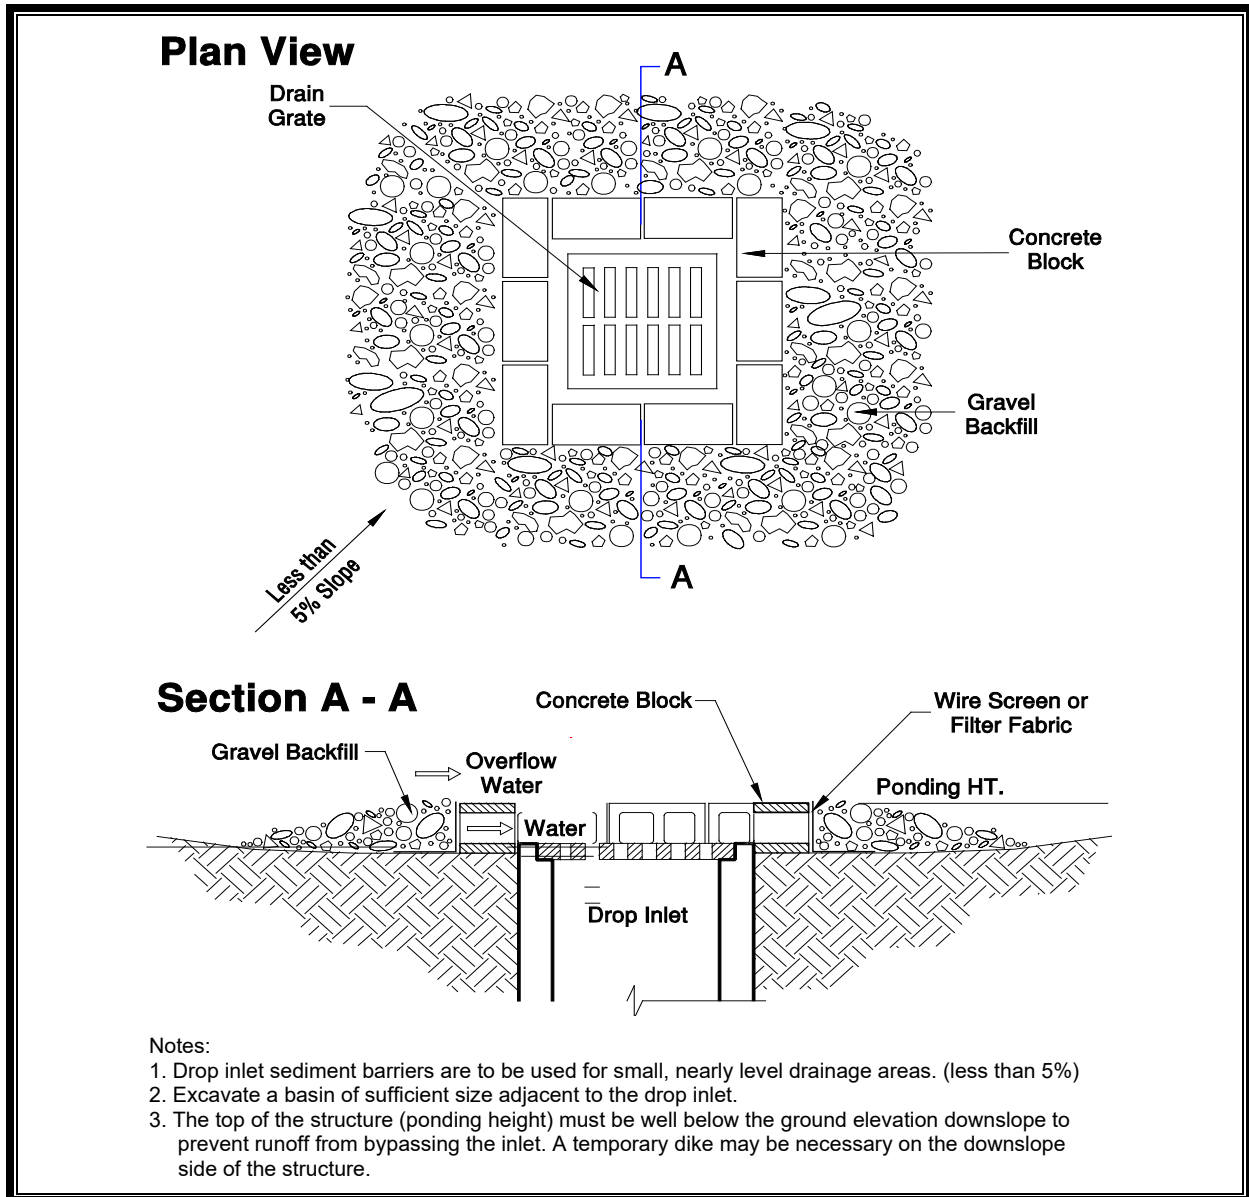 Plan View
A
Drain
Grate
Concrete
Block
Gravel
Backfill
Less than
5% Slope
A
Section A - A
Concrete Block
Wire Screen or
Filter Fabric
Gravel Backfill
Overflow
Water
Ponding HT.
Water
Drop Inlet
Notes:
1. Drop inlet sediment barriers are to be used for small, nearly level drainage areas. (less than 5%)
2. Excavate a basin of sufficient size adjacent to the drop inlet.
3. The top of the structure (ponding height) must be well below the ground elevation downslope to
prevent runoff from bypassing the inlet. A temporary dike may be necessary on the downslope
side of the structure.